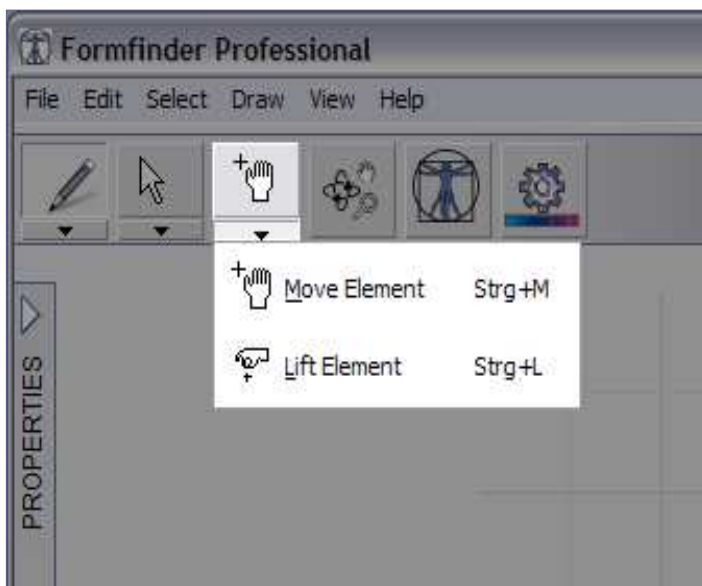 Formfinder Professional
File Edit Select Draw View Help
Move Element Strg+M
Lift Element Strg+L
PROPERTIES